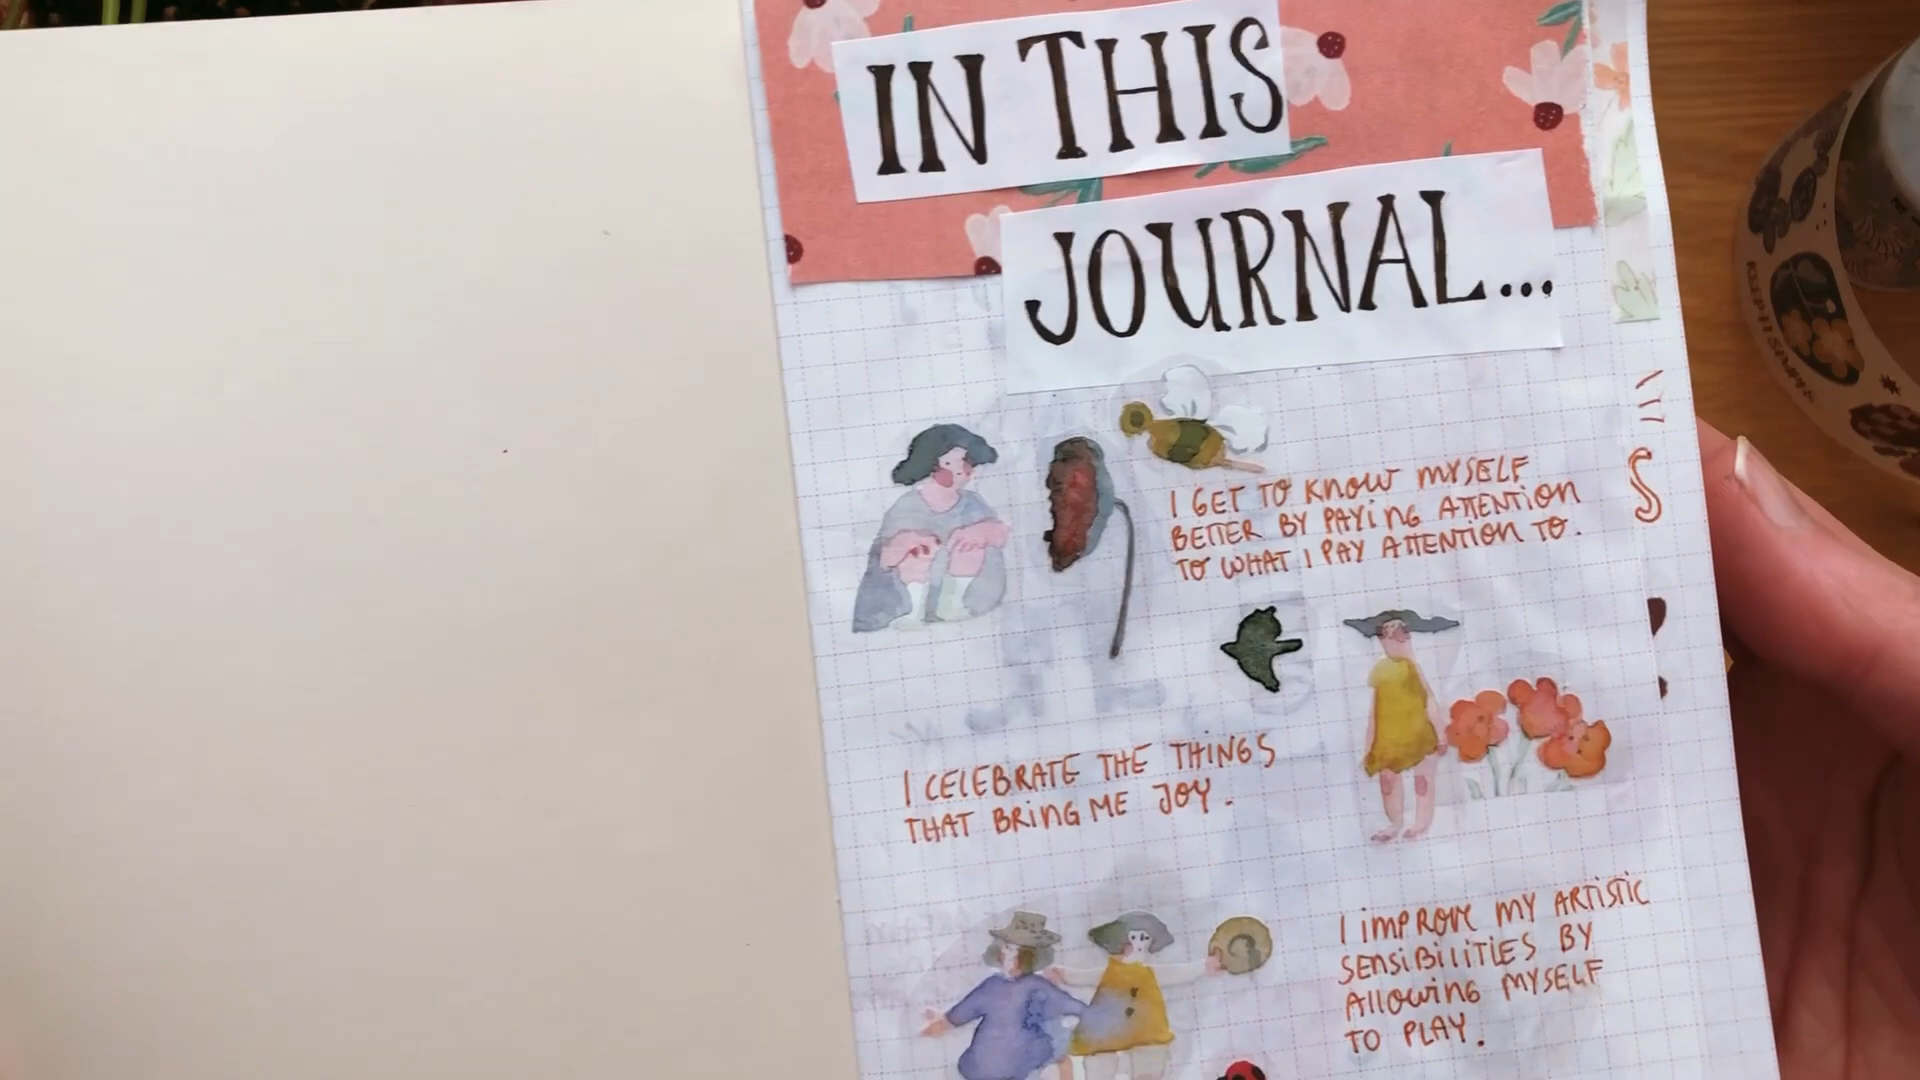 IN THIS
JOURNAL...
I GET TO KNOW MYSELF
BETTER BY PAYING ATTENTION
TO WHAT I PAY ATTENTION TO.
S
I CELEBRATE THE THINGS
THAT BRING ME JOY.
I IMPROVE MY ARTISTIC
SENSIBILITIES BY
ALLOWING MYSELF
TO PLAY.